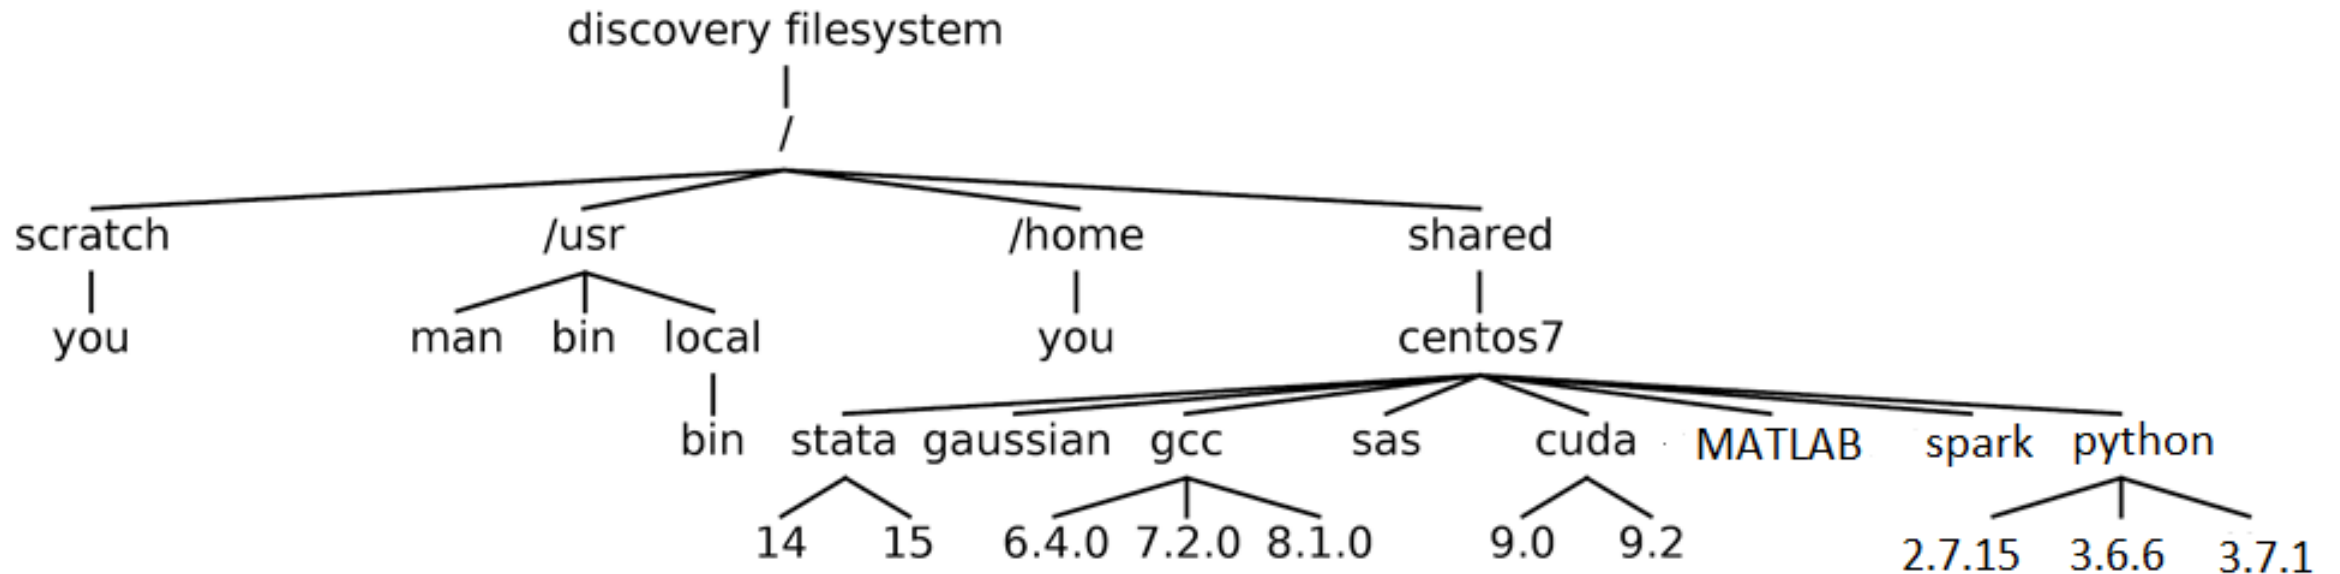 discovery filesystem
/
scratch /usr /home shared
you man bin local you centos7
bin stata gaussian gcc sas cuda MATLAB spark python
14 15 6.4.0 7.2.0 8.1.0 9.0 9.2 2.7.15 3.6.6 3.7.1